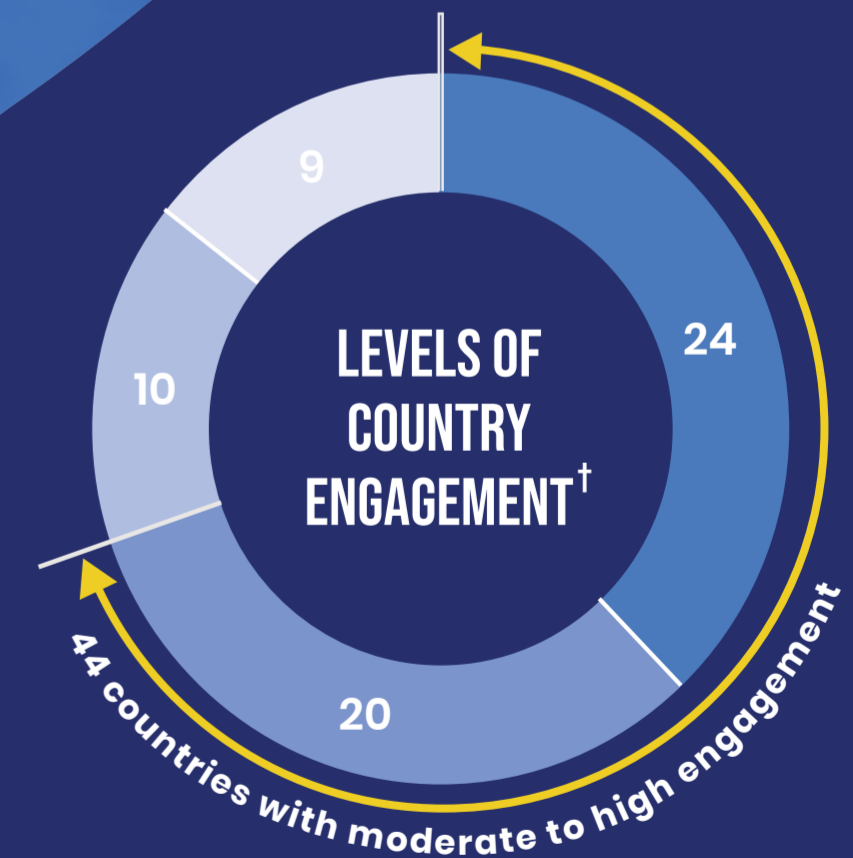 9
24
10
LEVELS OF
COUNTRY
ENGAGEMENT†
20
44 countries with moderate to high engagement